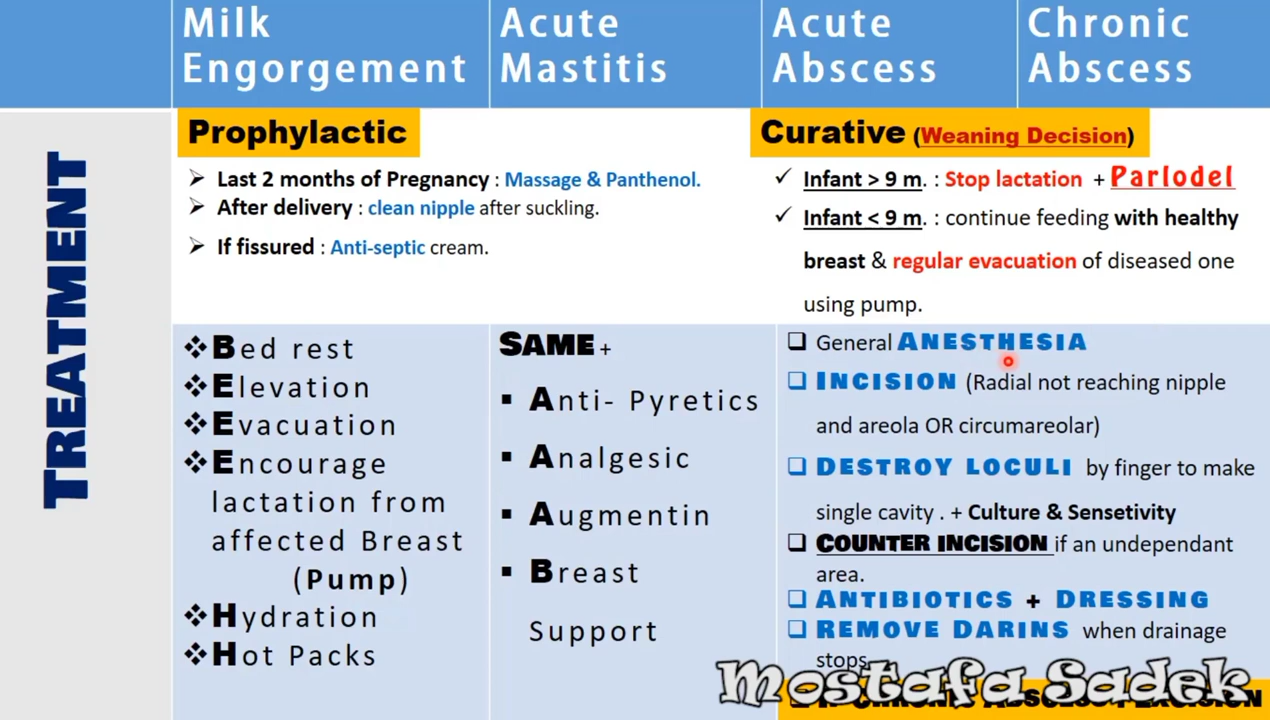 Milk Engorgement
Acute Mastitis
Acute Abscess
Chronic Abscess
TREATMENT
Prophylactic
➢ Last 2 months of Pregnancy : Massage & Panthenol.
➢ After delivery : clean nipple after suckling.
➢ If fissured : Anti-septic cream.
Curative (Weaning Decision)
✓ Infant > 9 m. : Stop lactation + Parlodel
✓ Infant < 9 m. : continue feeding with healthy
breast & regular evacuation of diseased one
using pump.
❖Bed rest
❖Elevation
❖Evacuation
❖Encourage
lactation from
affected Breast
(Pump)
❖Hydration
❖Hot Packs
SAME +
▪ Anti- Pyretics
▪ Analgesic
▪ Augmentin
▪ Breast
Support
❑ General ANESTHESIA
❑ INCISION (Radial not reaching nipple
and areola OR circumareolar)
❑ DESTROY LOCULI by finger to make
single cavity . + Culture & Sensetivity
❑ COUNTER INCISION if an undependant
area.
❑ ANTIBIOTICS + DRESSING
❑ REMOVE DARINS when drainage
stops
Mostafa Sadek